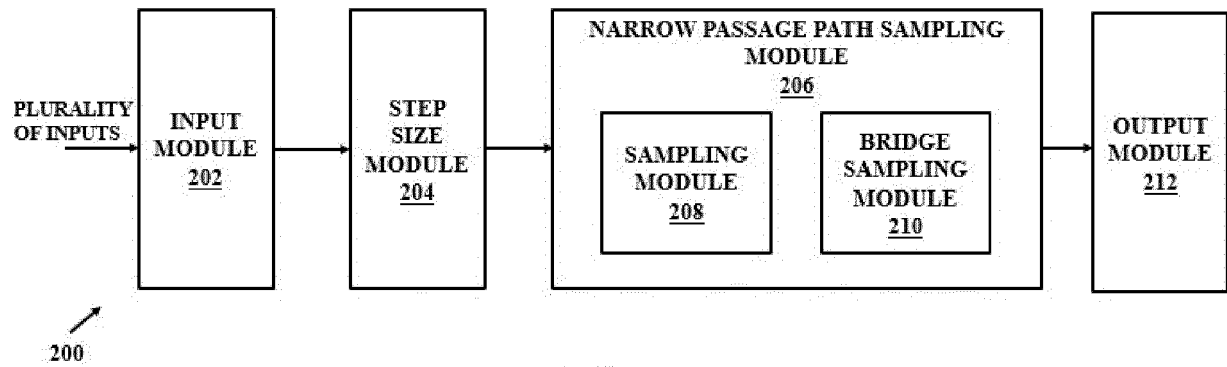 PLURALITY
OF INPUTS
INPUT
MODULE
202
STEP
SIZE
MODULE
204
NARROW PASSAGE PATH SAMPLING
MODULE
206
SAMPLING
MODULE
208
BRIDGE
SAMPLING
MODULE
210
OUTPUT
MODULE
212
200